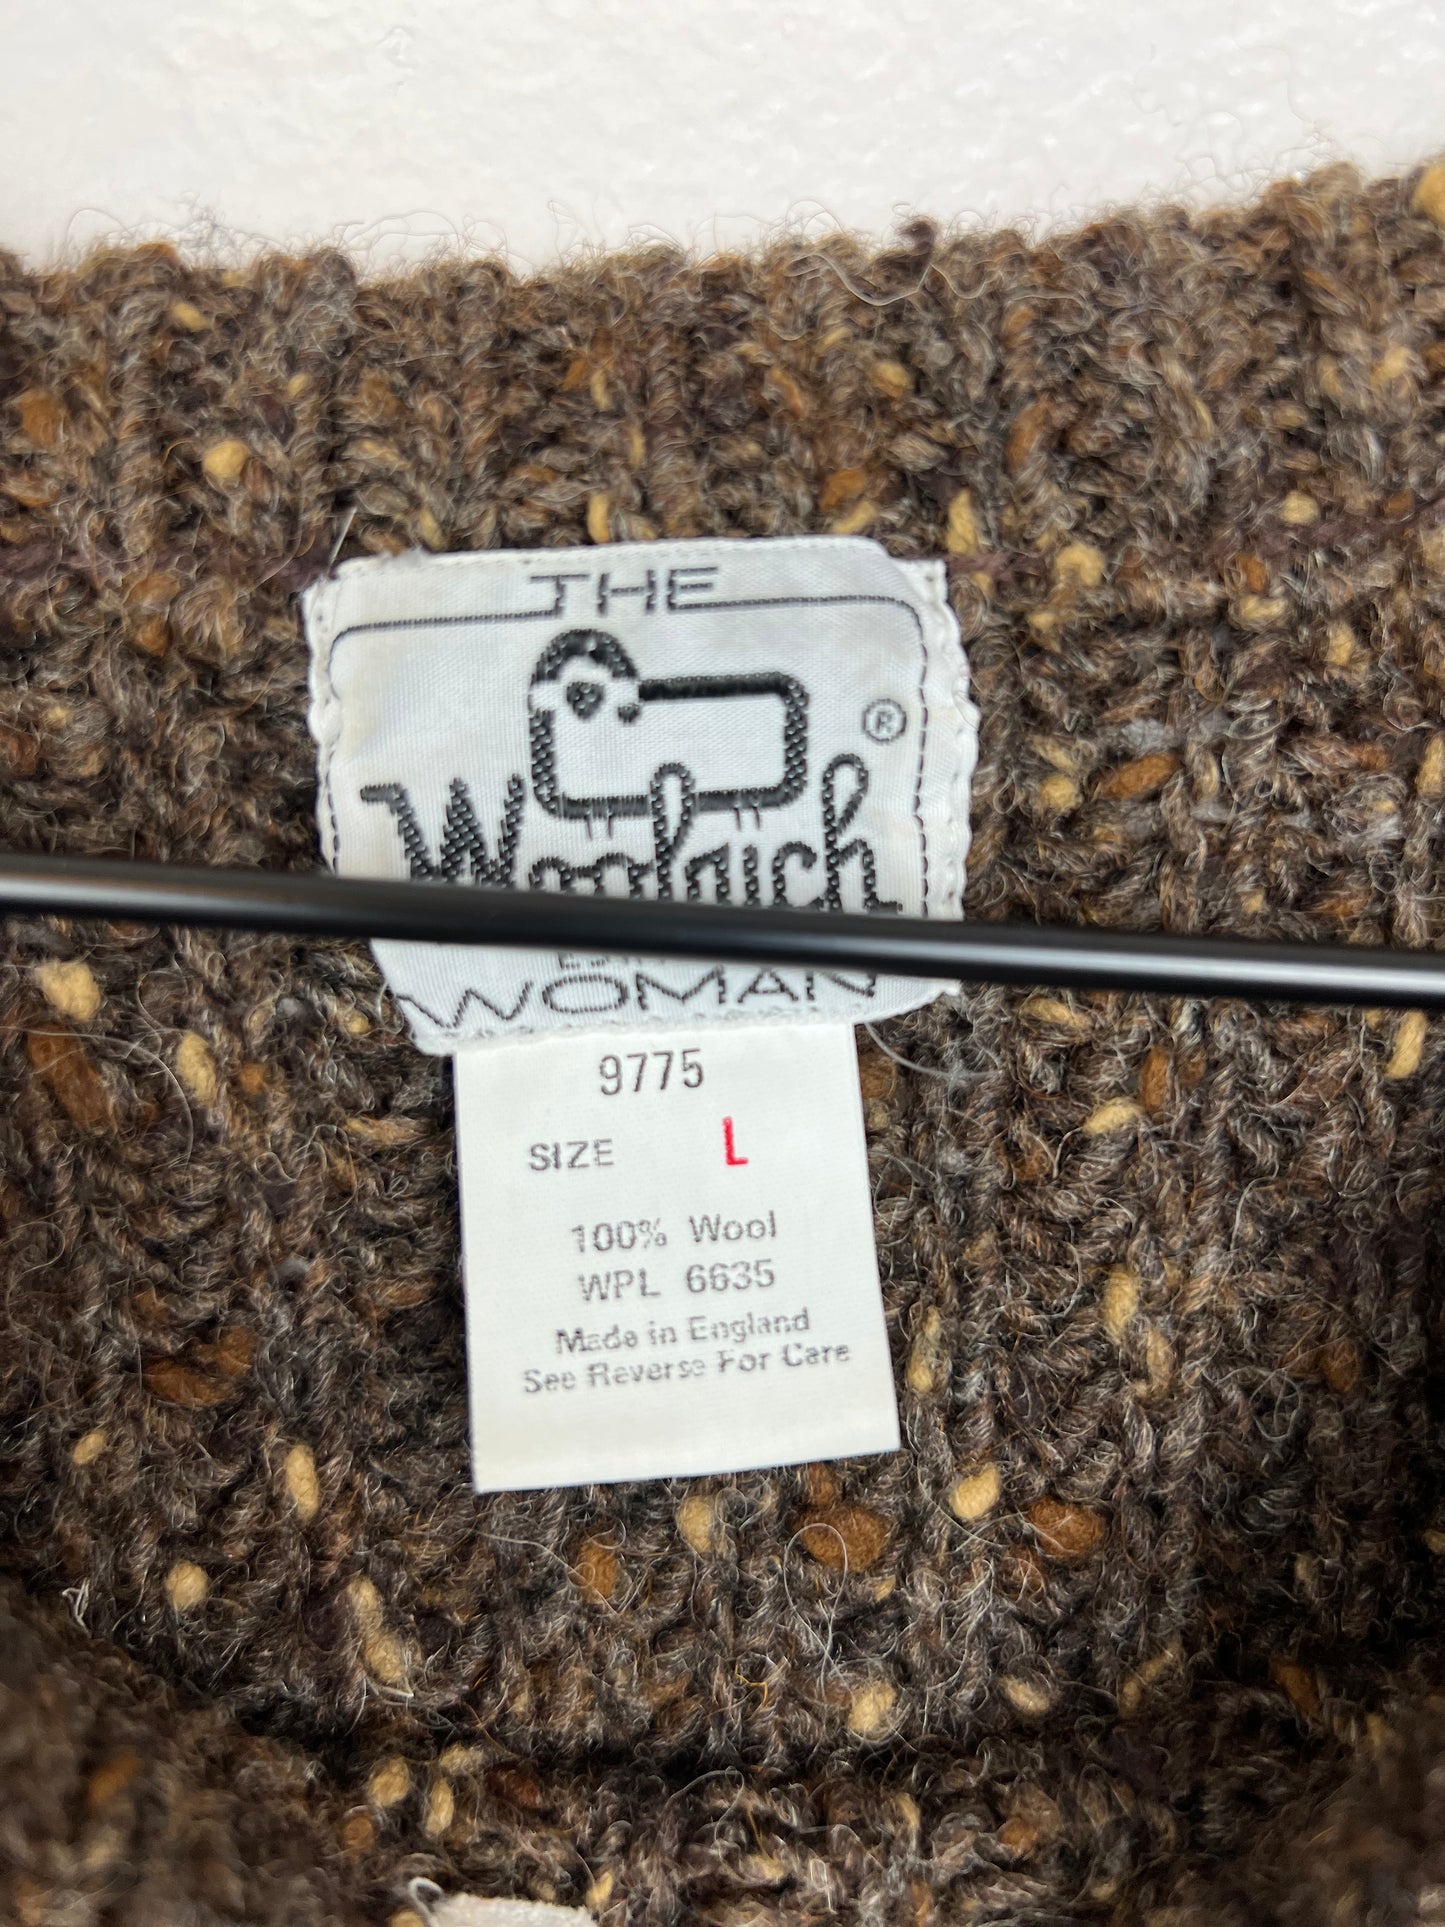 THE
®
Woolrich
WOMAN
9775
SIZE L
100% Wool
WPL 6635
Made in England
See Reverse For Care